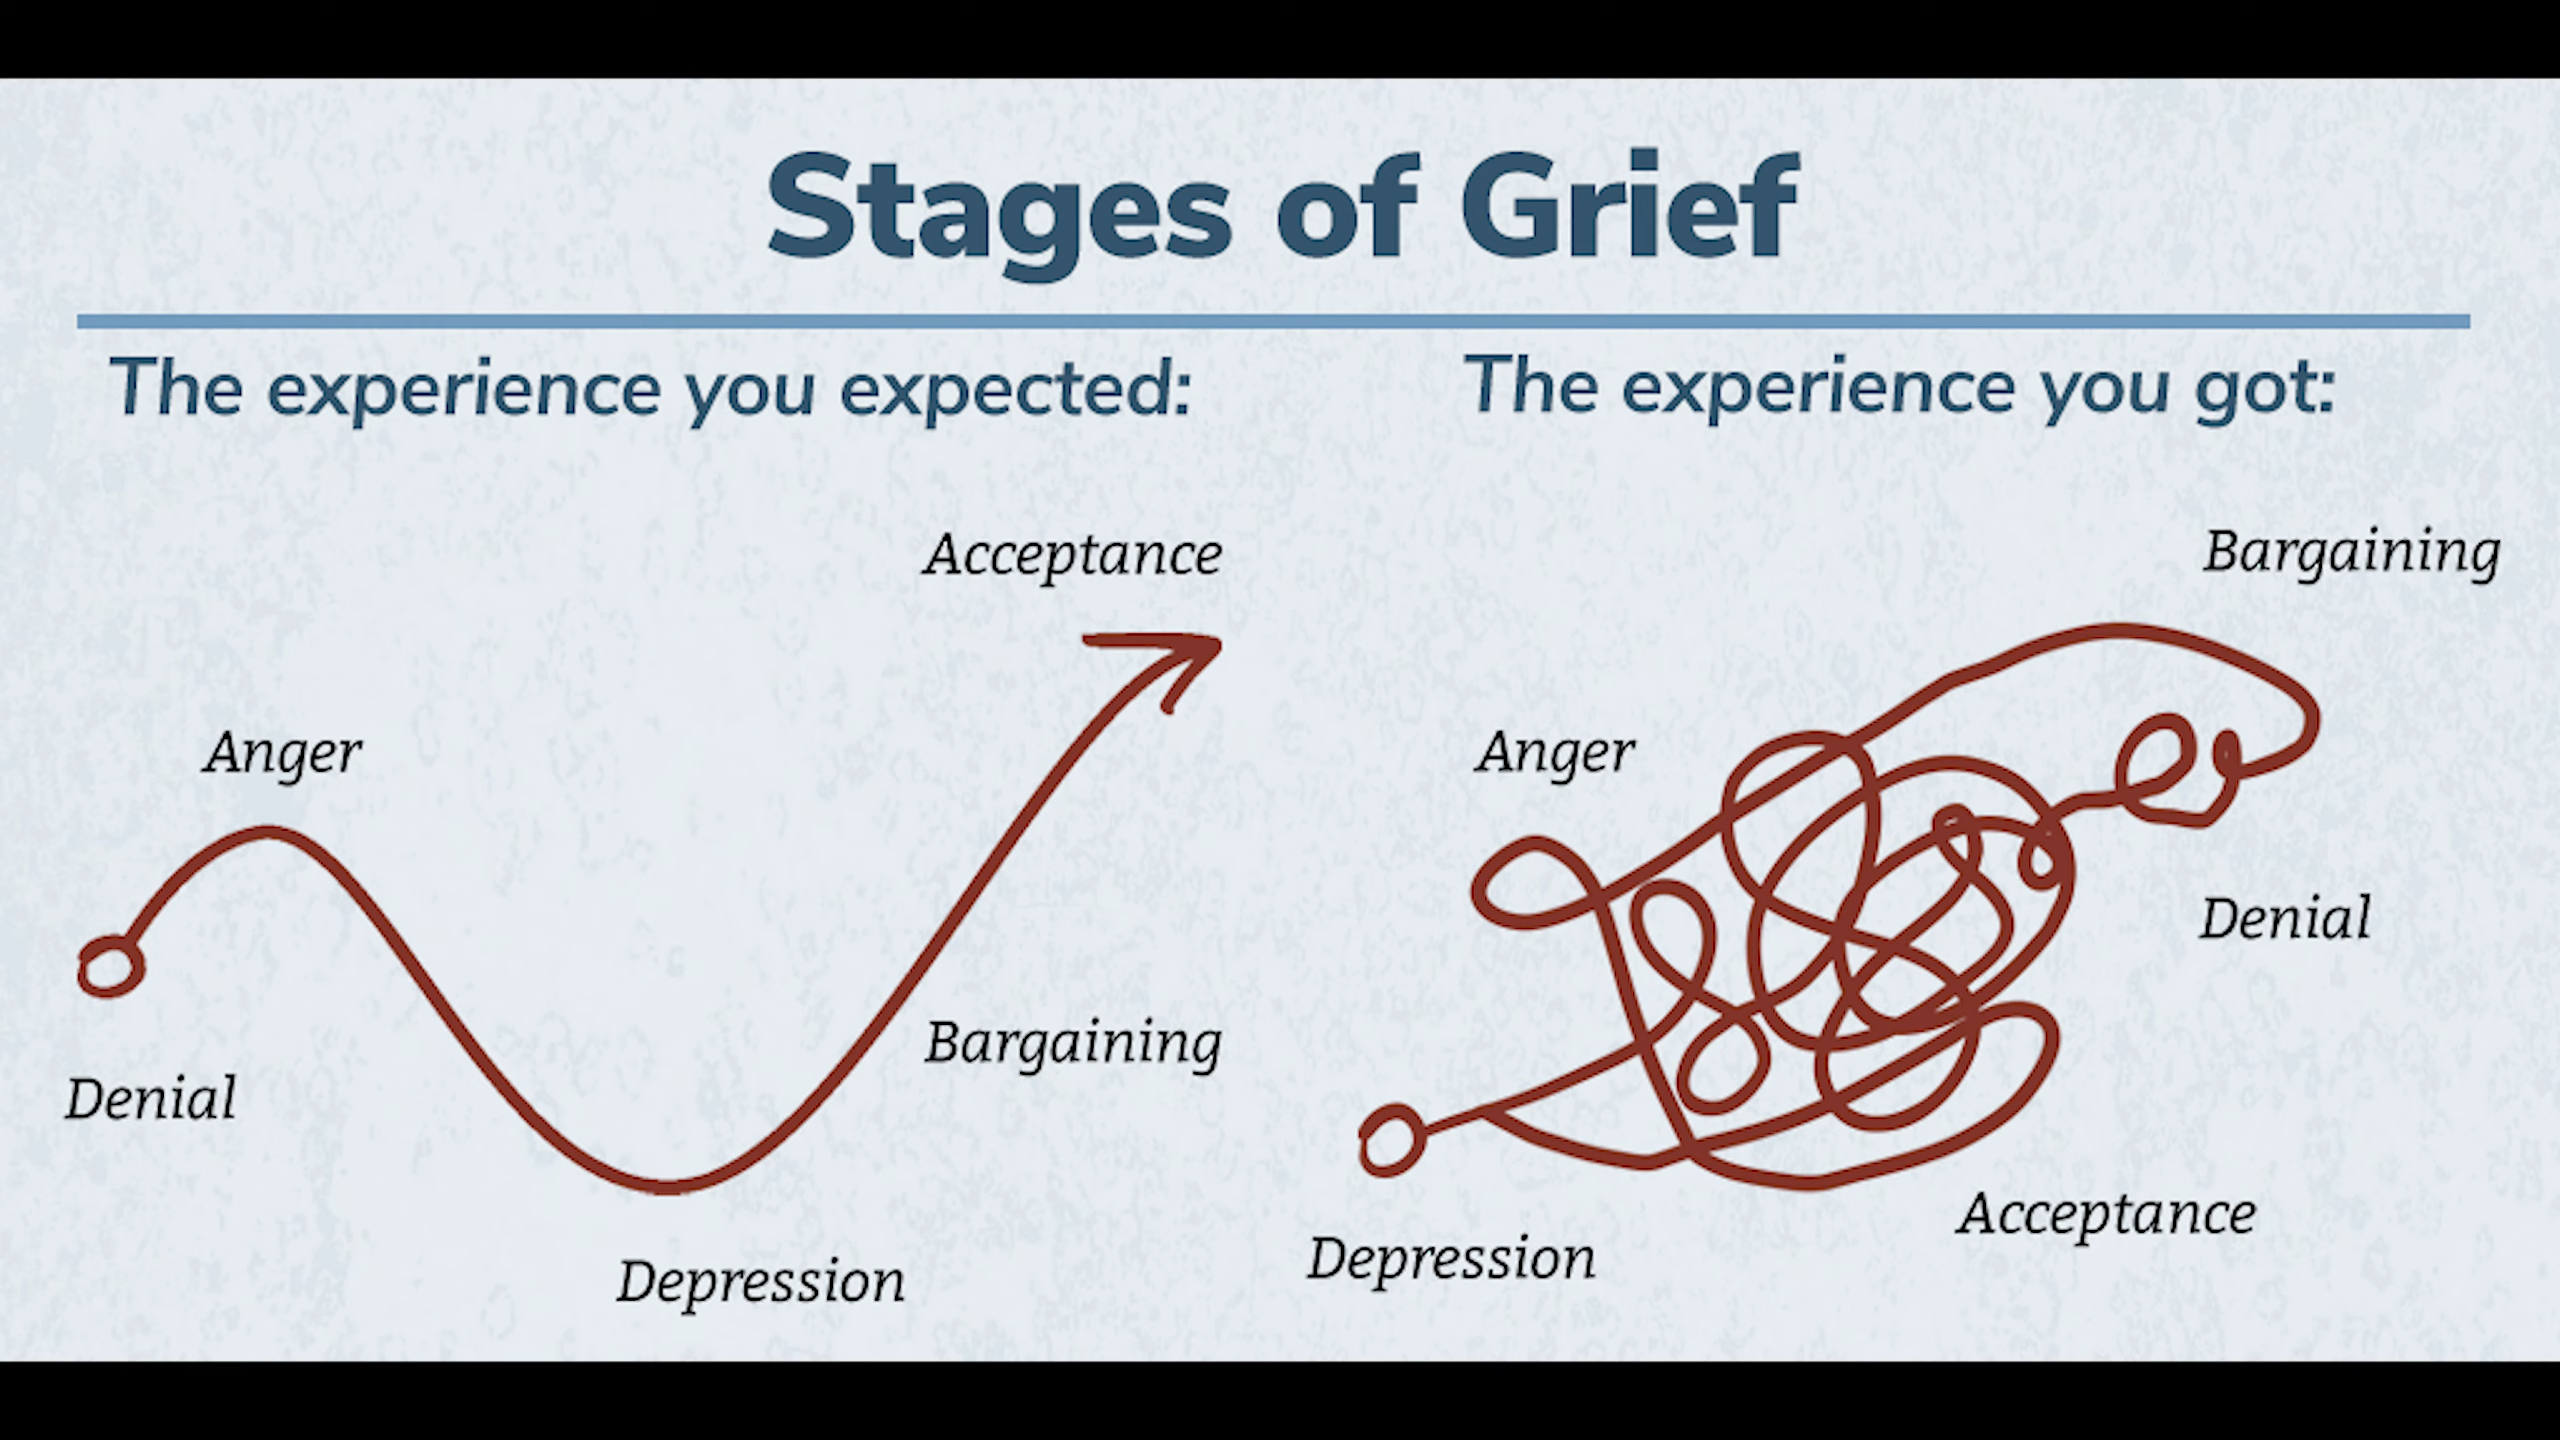 Stages of Grief
The experience you expected:
Acceptance
Anger
Bargaining
Denial
Depression
The experience you got:
Bargaining
Anger
Denial
Acceptance
Depression